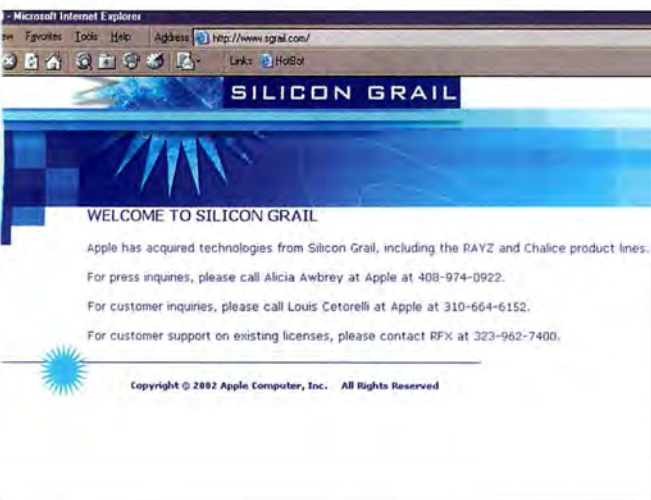 - Microsoft Internet Explorer
ew Favorites Tools Help Address http://www.sgrail.com/
Links HotBot
SILICON GRAIL
WELCOME TO SILICON GRAIL
Apple has acquired technologies from Silicon Grail, including the RAYZ and Chalice product lines.
For press inquiries, please call Alicia Awbrey at Apple at 408-974-0922.
For customer inquiries, please call Louis Cetorelli at Apple at 310-664-6152.
For customer support on existing licenses, please contact RFX at 323-962-7400.
Copyright © 2002 Apple Computer, Inc. All Rights Reserved